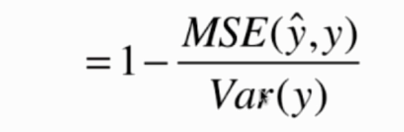 = 1 − MSE(ŷ, y) / Var(y)